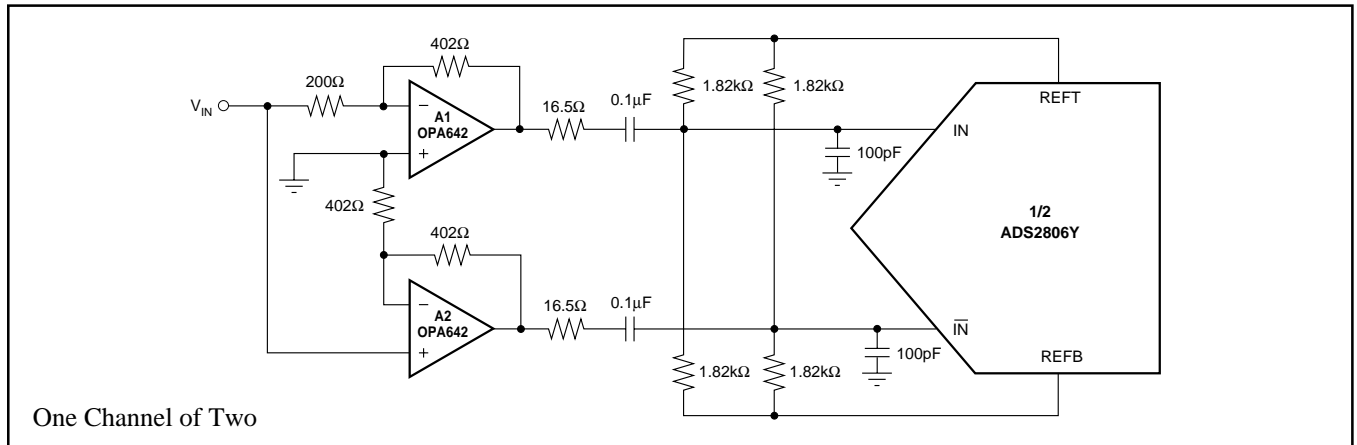 402Ω
200Ω
V_IN
−
A1
OPA642
+
16.5Ω
0.1µF
1.82kΩ
1.82kΩ
REFT
IN
100pF
402Ω
402Ω
1/2
ADS2806Y
−
A2
OPA642
+
16.5Ω
0.1µF
I̅N̅
100pF
1.82kΩ
1.82kΩ
REFB
One Channel of Two